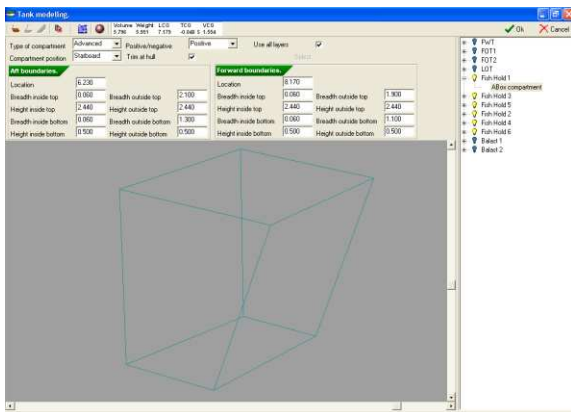 Tank modelling.
Volume Weight LCG TCG VCG
5.796 5.561 7.179 -0.848 S 1.554
Ok Cancel
Type of compartment Advanced Positive/negative Positive Use all layers
Compartment position Starboard Trim at hull Select
Aft boundaries.
Location 6.230
Breadth inside top 0.060 Breadth outside top 2.100
Height inside top 2.440 Height outside top 2.440
Breadth inside bottom 0.060 Breadth outside bottom 1.300
Height inside bottom 0.500 Height outside bottom 0.500
Forward boundaries.
Location 8.170
Breadth inside top 0.060 Breadth outside top 1.900
Height inside top 2.440 Height outside top 2.440
Breadth inside bottom 0.060 Breadth outside bottom 1.100
Height inside bottom 0.500 Height outside bottom 0.500
FOT1
FOT2
LOT
Fish Hold 1
ABox compartment
Fish Hold 3
Fish Hold 5
Fish Hold 2
Fish Hold 4
Fish Hold 6
Balast 1
Balast 2